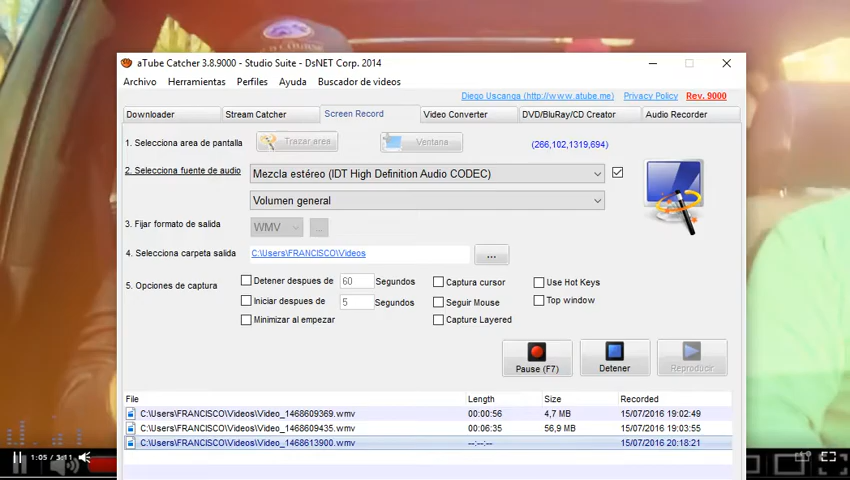 COURSE
aTube Catcher 3.8.9000 - Studio Suite - DsNET Corp. 2014
Archivo Herramientas Perfiles Ayuda Buscador de videos
Diego Uscanga (http://www.atube.me) Privacy Policy Rev. 9000
Downloader Stream Catcher Screen Record Video Converter DVD/BluRay/CD Creator Audio Recorder
1. Selecciona area de pantalla Trazar area Ventana (266,102,1319,694)
2. Selecciona fuente de audio Mezcla estéreo (IDT High Definition Audio CODEC)
Volumen general
3. Fijar formato de salida WMV ...
4. Selecciona carpeta salida C:\Users\FRANCISCO\Videos ...
5. Opciones de captura Detener despues de 60 Segundos Captura cursor Use Hot Keys
Iniciar despues de 5 Segundos Seguir Mouse Top window
Minimizar al empezar Capture Layered
Pause (F7) Detener Reproducir
File Length Size Recorded
C:\Users\FRANCISCO\Videos\Video_1468609369.wmv 00:00:56 4,7 MB 15/07/2016 19:02:49
C:\Users\FRANCISCO\Videos\Video_1468609435.wmv 00:06:35 56,9 MB 15/07/2016 19:03:55
C:\Users\FRANCISCO\Videos\Video_1468613900.wmv --:--:-- 15/07/2016 20:18:21
1:05 / 3:11